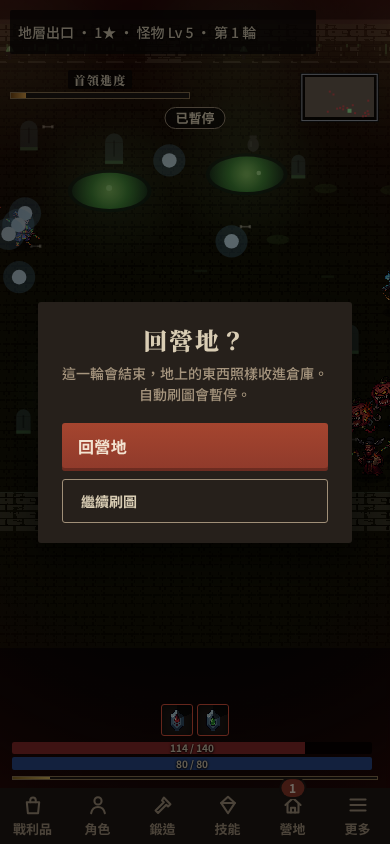 地層出口 · 1★ · 怪物 Lv 5 · 第 1 輪
首領進度
已暫停
回營地？
這一輪會結束，地上的東西照樣收進倉庫。
自動刷圖會暫停。
回營地
繼續刷圖
114 / 140
80 / 80
1
戰利品
角色
鍛造
技能
營地
更多